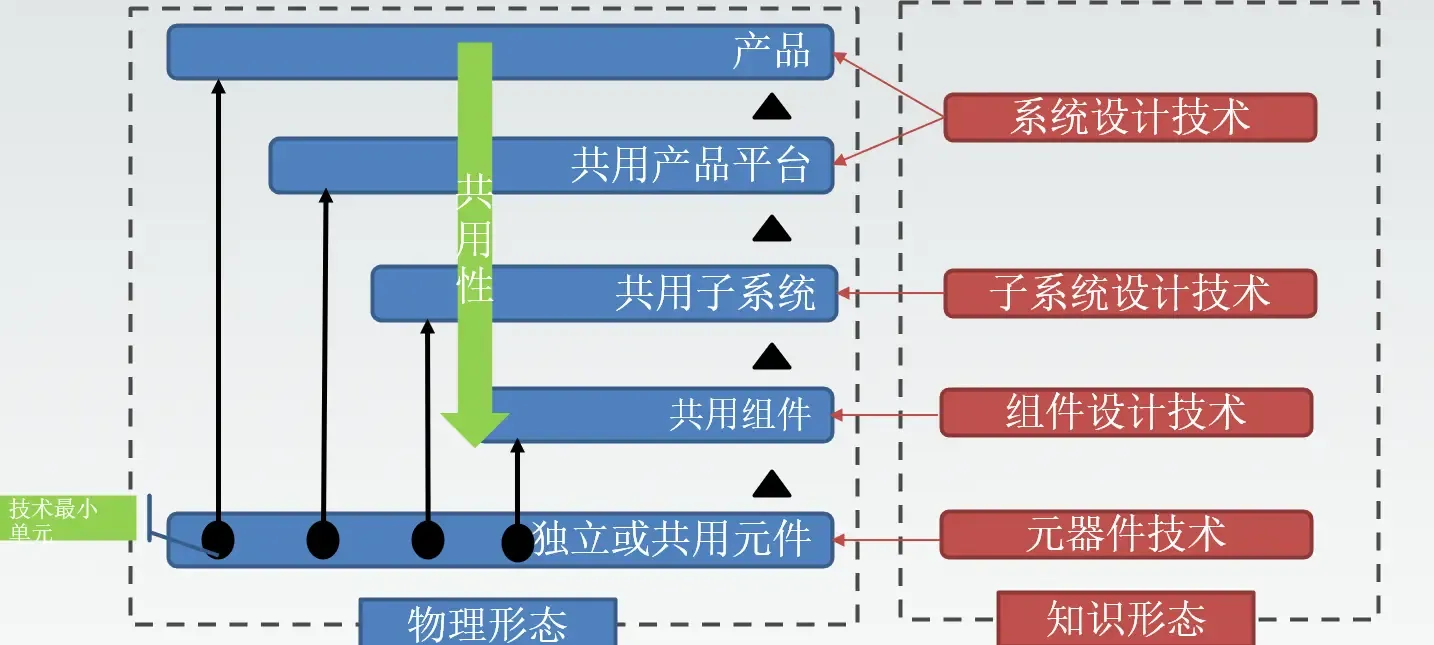 产品
系统设计技术
共用产品平台
共
用
性
共用子系统
子系统设计技术
共用组件
组件设计技术
技术最小
单元
独立或共用元件
元器件技术
物理形态
知识形态